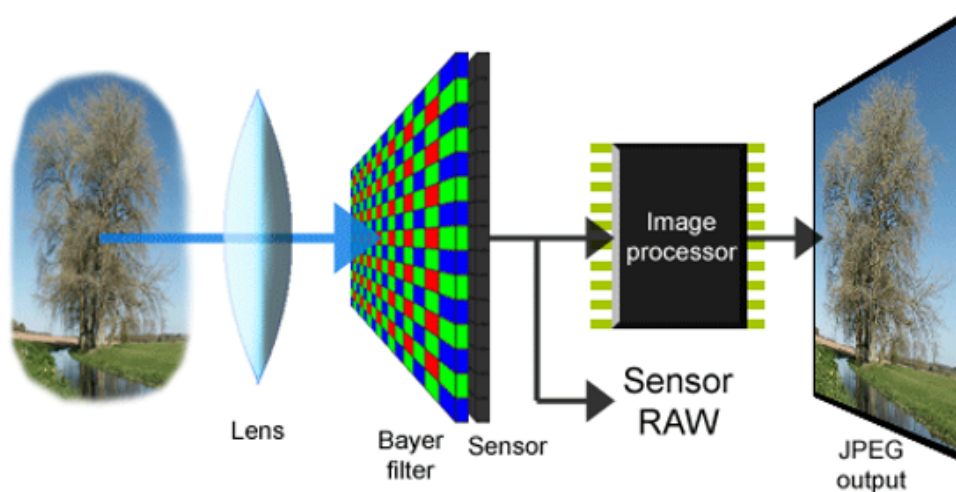 Lens
Bayer
filter
Sensor
Image
processor
Sensor
RAW
JPEG
output